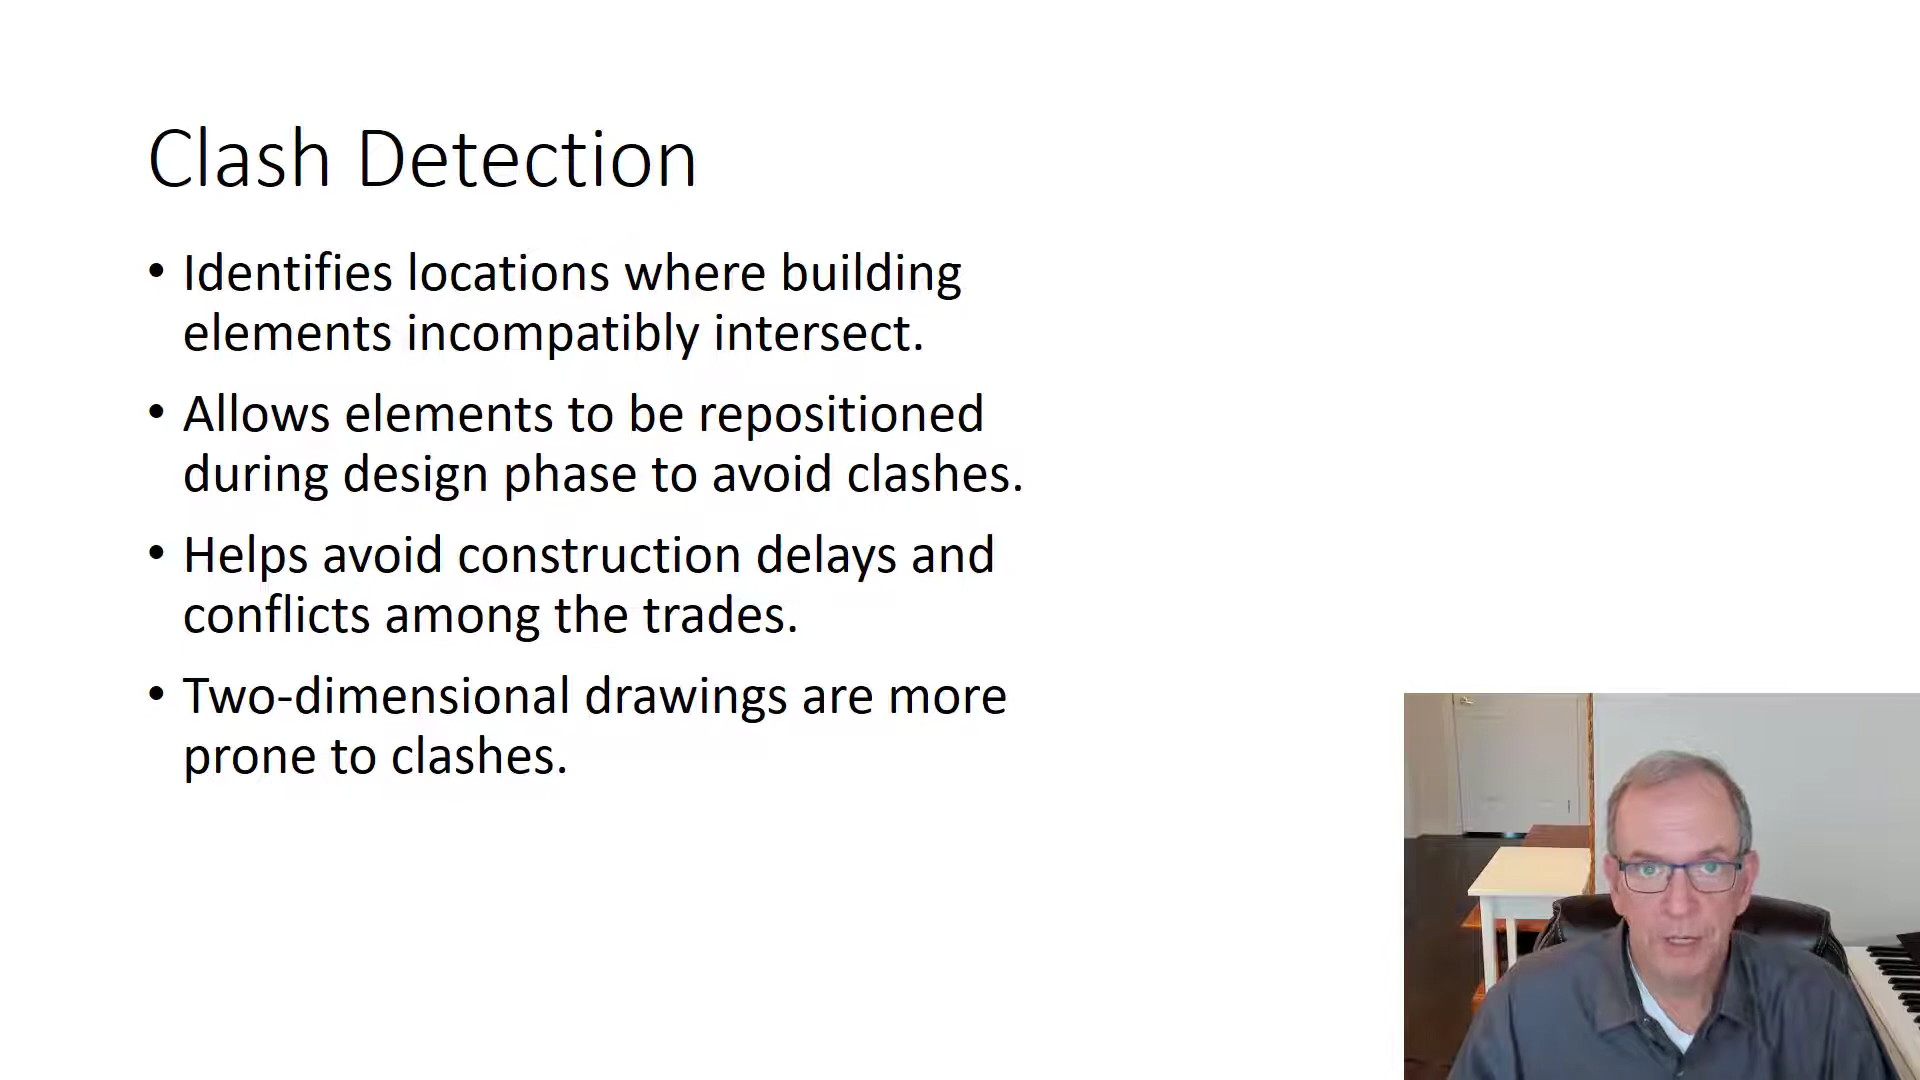 Clash Detection
• Identifies locations where building
elements incompatibly intersect.
• Allows elements to be repositioned
during design phase to avoid clashes.
• Helps avoid construction delays and
conflicts among the trades.
• Two-dimensional drawings are more
prone to clashes.